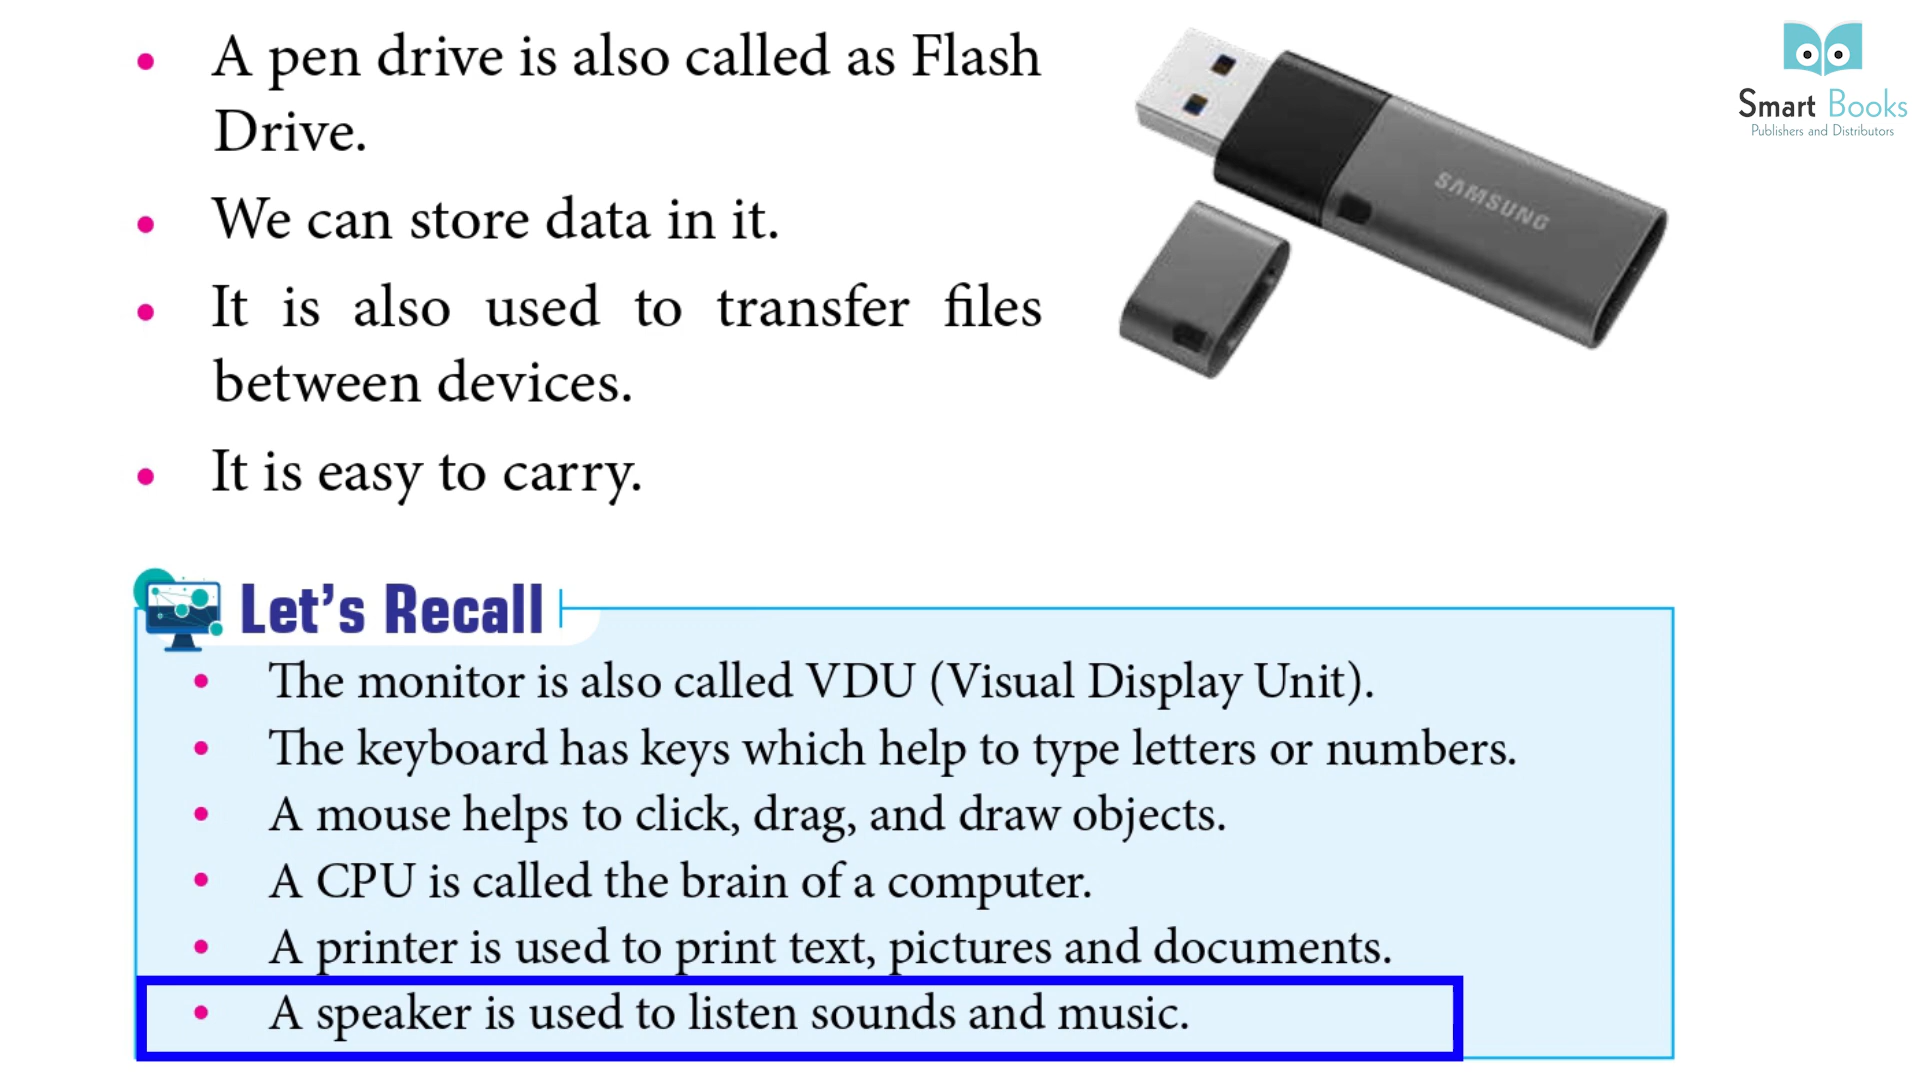 • A pen drive is also called as Flash
Drive.
• We can store data in it.
• It is also used to transfer files
between devices.
• It is easy to carry.
SAMSUNG
Smart Books
Publishers and Distributors
Let's Recall
• The monitor is also called VDU (Visual Display Unit).
• The keyboard has keys which help to type letters or numbers.
• A mouse helps to click, drag, and draw objects.
• A CPU is called the brain of a computer.
• A printer is used to print text, pictures and documents.
• A speaker is used to listen sounds and music.